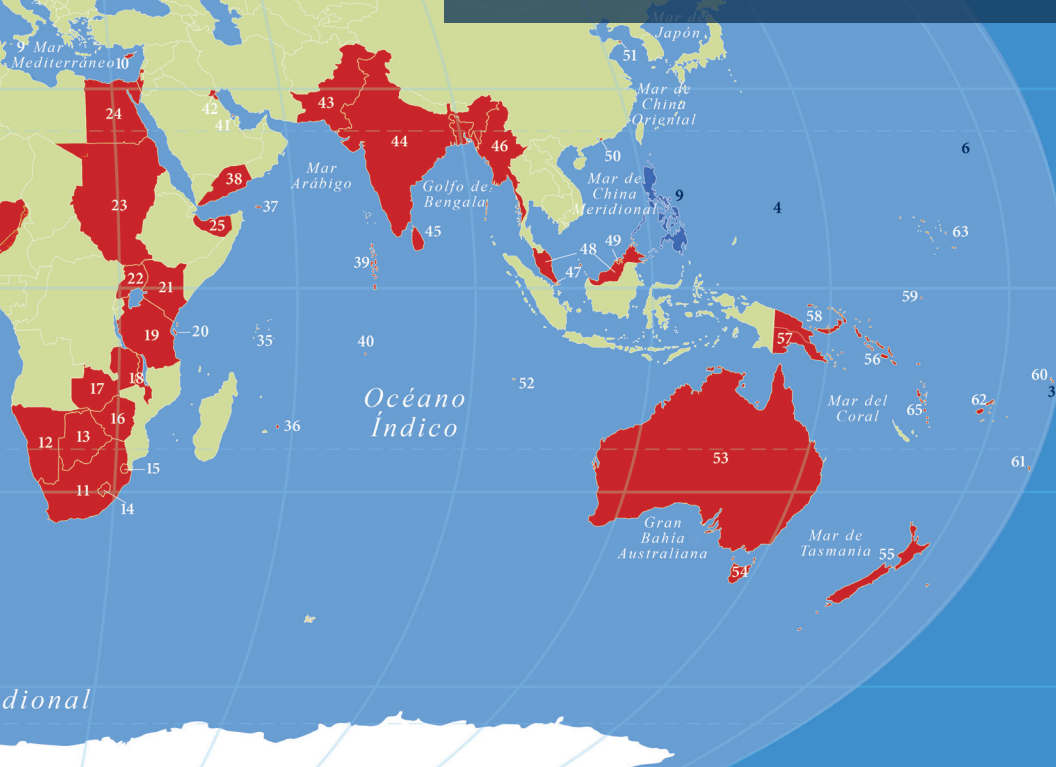 Mar de
Japón
9 Mar
Mediterráneo
10
51
42
41
43
24
Mar de
China
Oriental
44
46
50
6
Mar
Arábigo
38
37
Golfo de
Bengala
Mar de
China
Meridional
9
4
23
25
45
63
39
48
49
47
22
21
59
19
20
35
40
58
57
56
18
17
52
60
3
Océano
Índico
16
36
Mar del
Coral
65
62
12
13
15
53
61
11
14
Gran
Bahía
Australiana
Mar de
Tasmania
55
54
dional